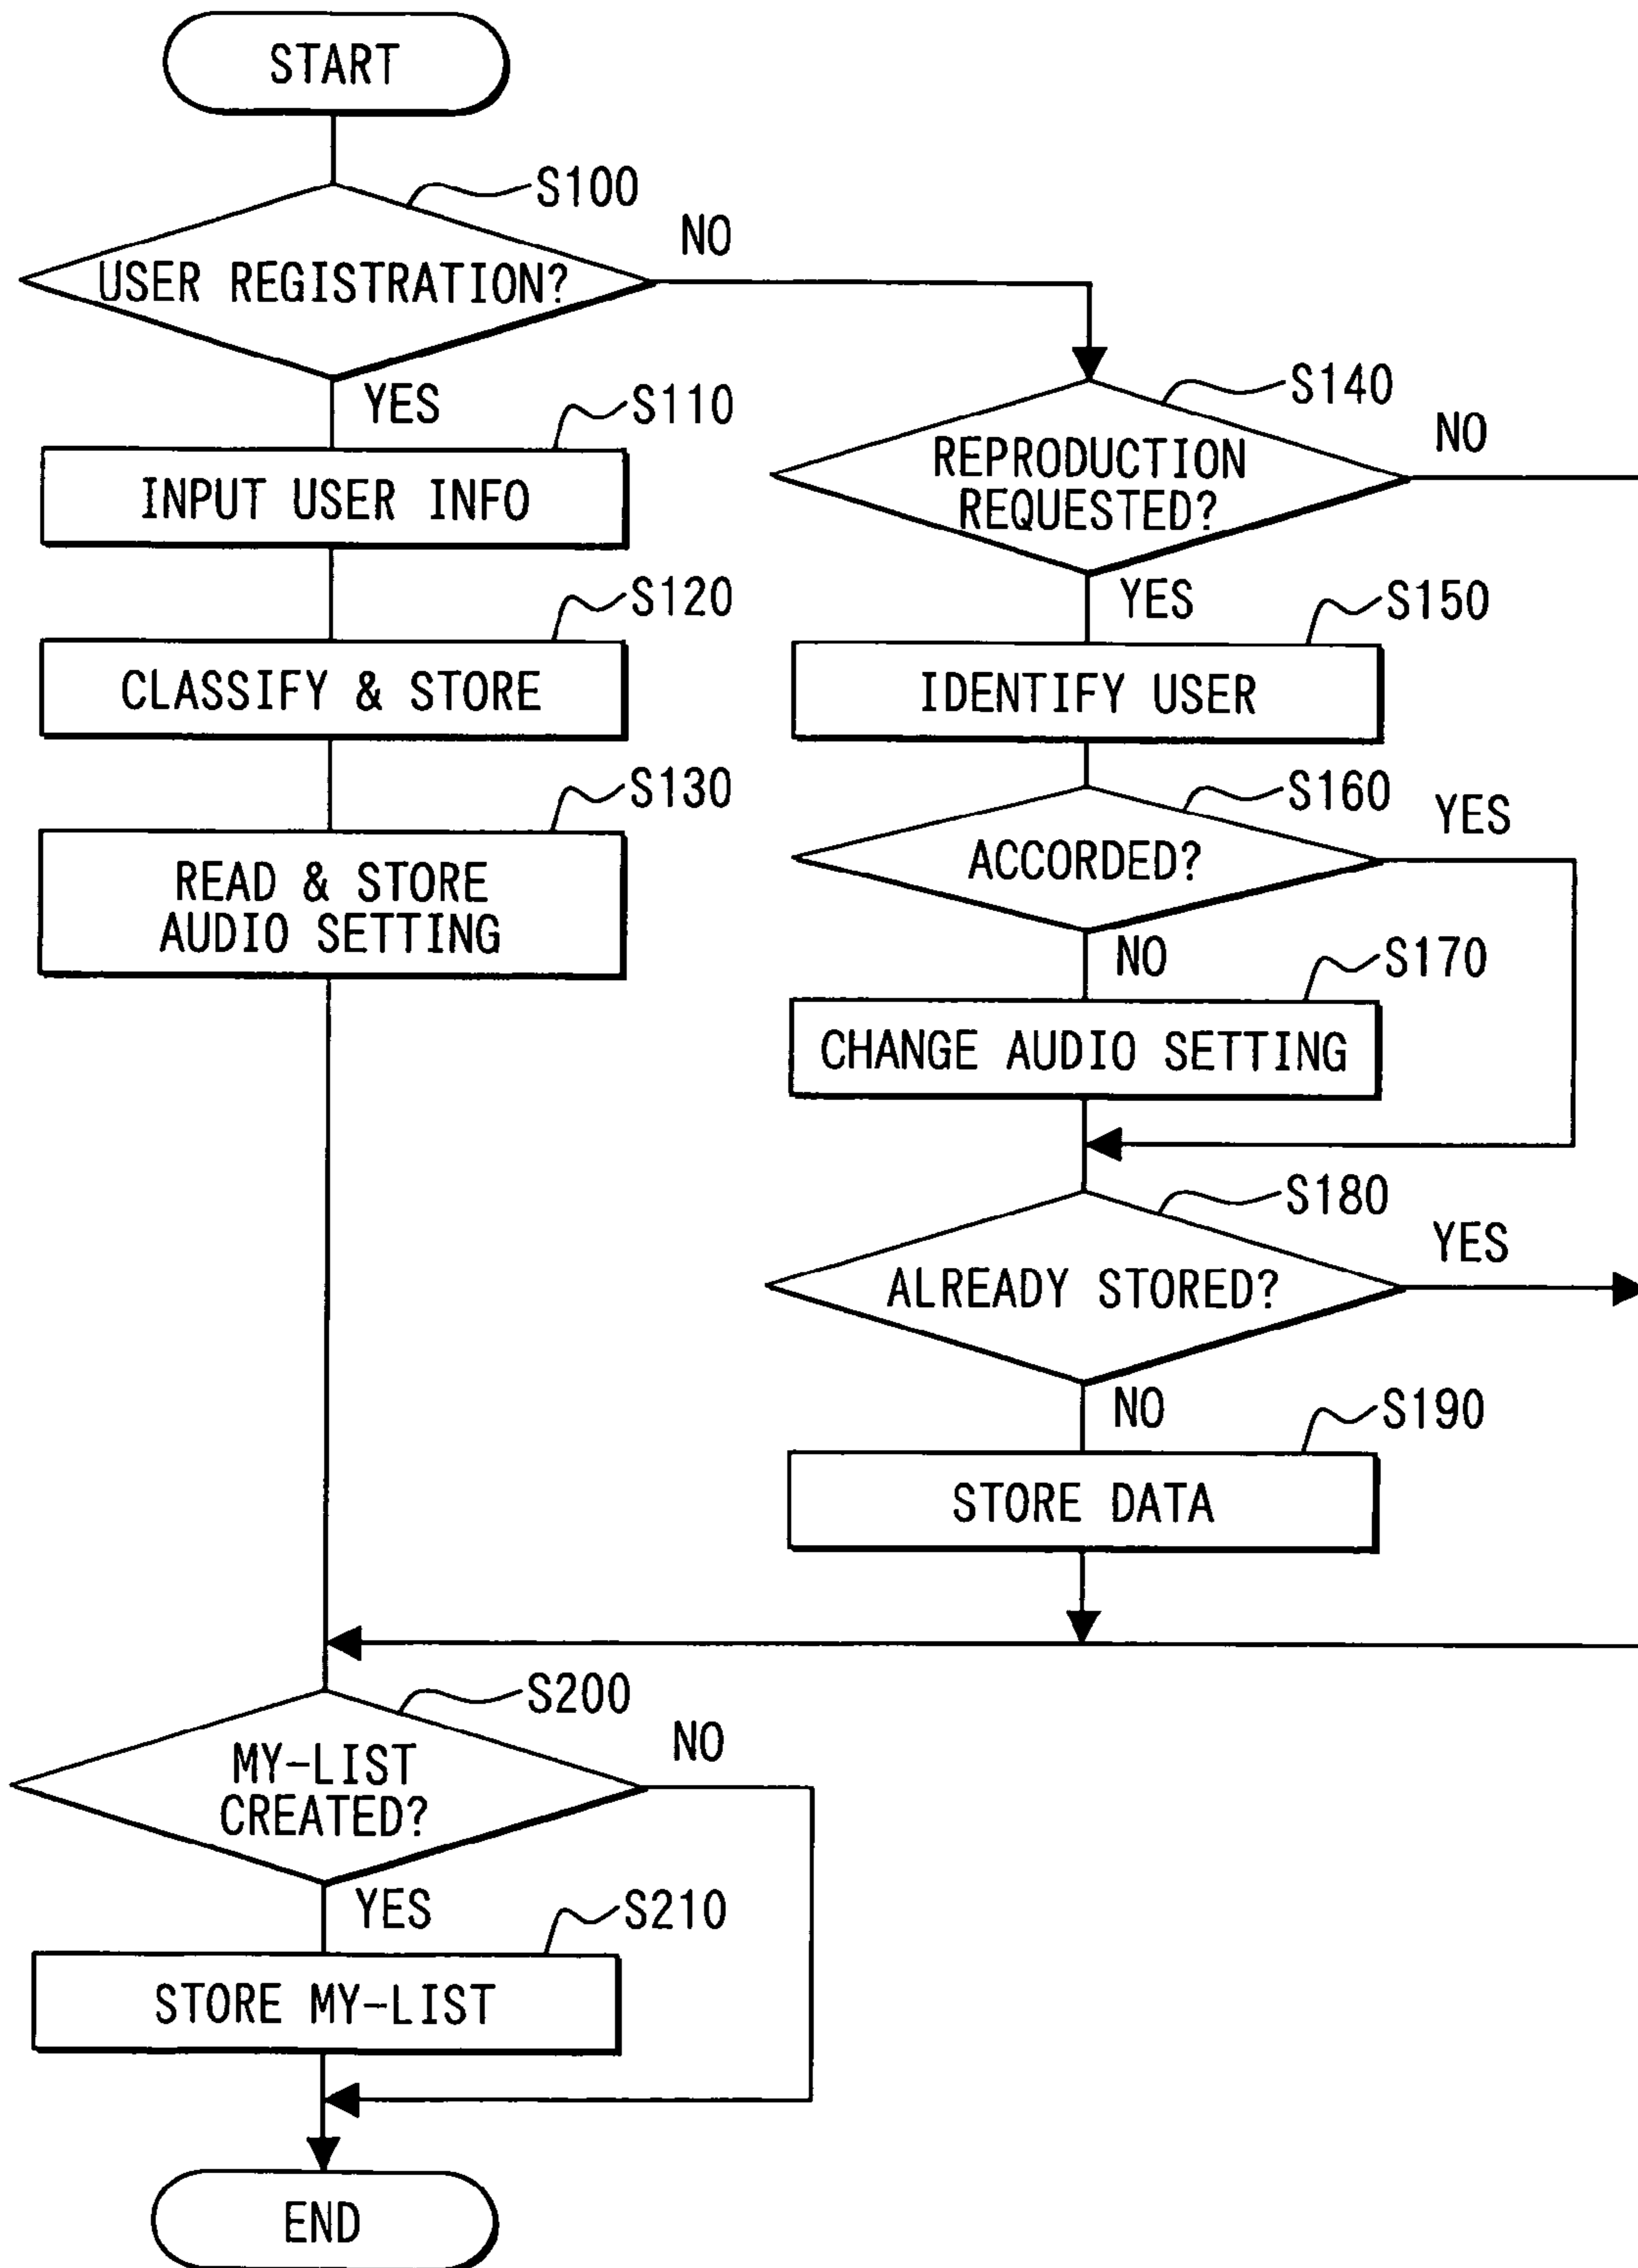 START
S100
NO
USER REGISTRATION?
YES
S110
INPUT USER INFO
S120
CLASSIFY & STORE
S130
READ & STORE
AUDIO SETTING
S140
NO
REPRODUCTION
REQUESTED?
YES
S150
IDENTIFY USER
S160
YES
ACCORDED?
NO
S170
CHANGE AUDIO SETTING
S180
YES
ALREADY STORED?
NO
S190
STORE DATA
S200
NO
MY-LIST
CREATED?
YES
S210
STORE MY-LIST
END